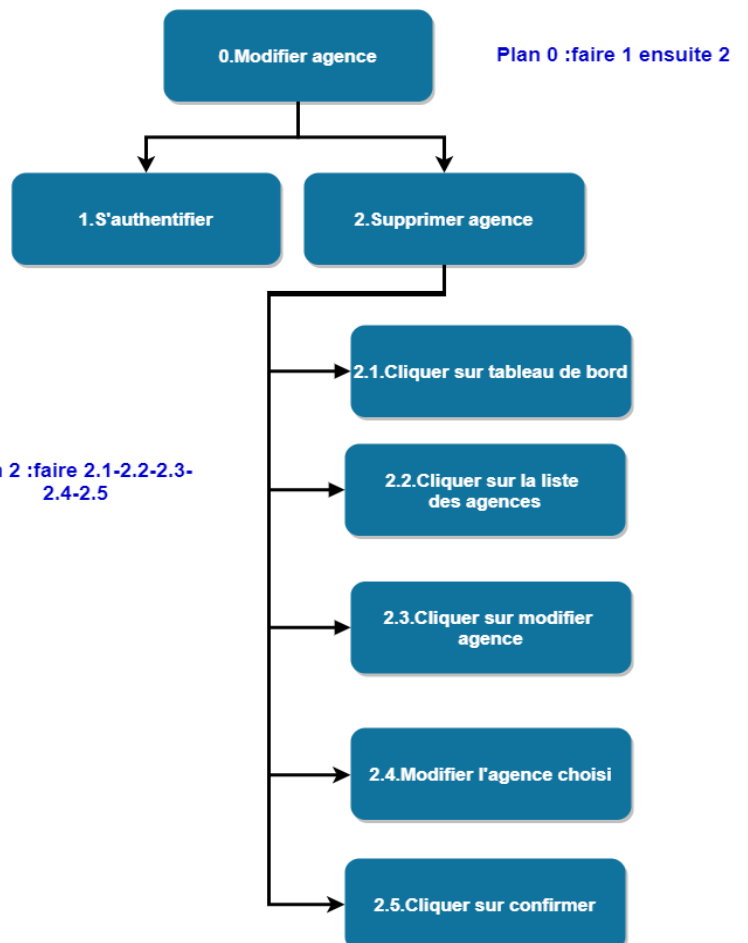 0.Modifier agence
Plan 0 :faire 1 ensuite 2
1.S'authentifier
2.Supprimer agence
2.1.Cliquer sur tableau de bord
2 :faire 2.1-2.2-2.3-
2.4-2.5
2.2.Cliquer sur la liste
des agences
2.3.Cliquer sur modifier
agence
2.4.Modifier l'agence choisi
2.5.Cliquer sur confirmer